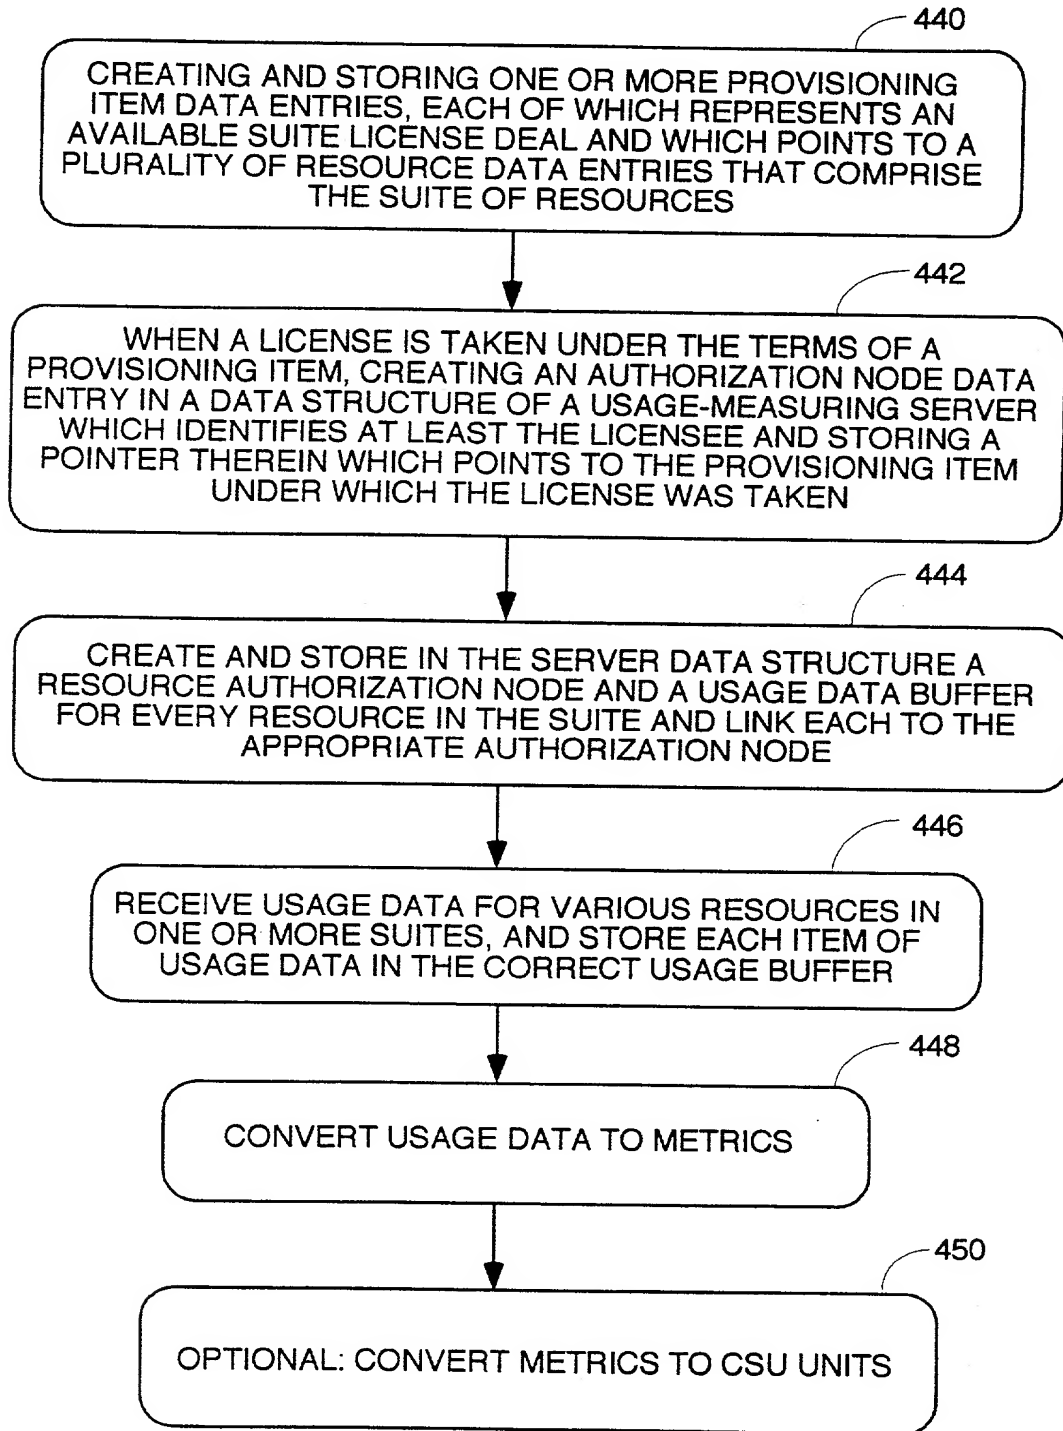 440
CREATING AND STORING ONE OR MORE PROVISIONING
ITEM DATA ENTRIES, EACH OF WHICH REPRESENTS AN
AVAILABLE SUITE LICENSE DEAL AND WHICH POINTS TO A
PLURALITY OF RESOURCE DATA ENTRIES THAT COMPRISE
THE SUITE OF RESOURCES
442
WHEN A LICENSE IS TAKEN UNDER THE TERMS OF A
PROVISIONING ITEM, CREATING AN AUTHORIZATION NODE DATA
ENTRY IN A DATA STRUCTURE OF A USAGE-MEASURING SERVER
WHICH IDENTIFIES AT LEAST THE LICENSEE AND STORING A
POINTER THEREIN WHICH POINTS TO THE PROVISIONING ITEM
UNDER WHICH THE LICENSE WAS TAKEN
444
CREATE AND STORE IN THE SERVER DATA STRUCTURE A
RESOURCE AUTHORIZATION NODE AND A USAGE DATA BUFFER
FOR EVERY RESOURCE IN THE SUITE AND LINK EACH TO THE
APPROPRIATE AUTHORIZATION NODE
446
RECEIVE USAGE DATA FOR VARIOUS RESOURCES IN
ONE OR MORE SUITES, AND STORE EACH ITEM OF
USAGE DATA IN THE CORRECT USAGE BUFFER
448
CONVERT USAGE DATA TO METRICS
450
OPTIONAL: CONVERT METRICS TO CSU UNITS